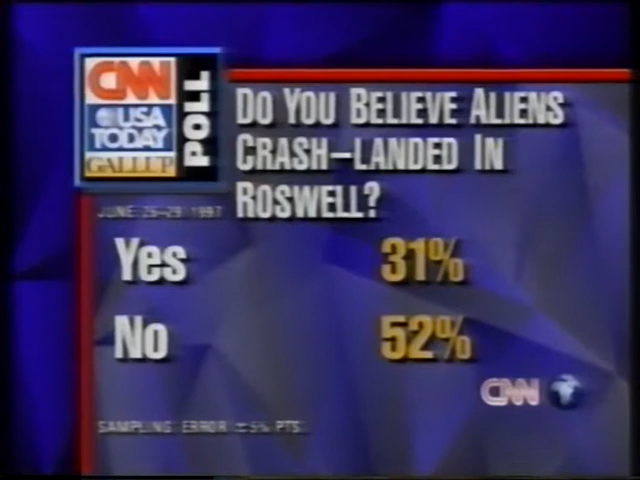 CNN
USA
TODAY
GALLUP
POLL
DO YOU BELIEVE ALIENS
CRASH-LANDED IN
ROSWELL?
JUNE 25-29 1997
Yes 31%
No 52%
CNN
SAMPLING ERROR ±5% PTS